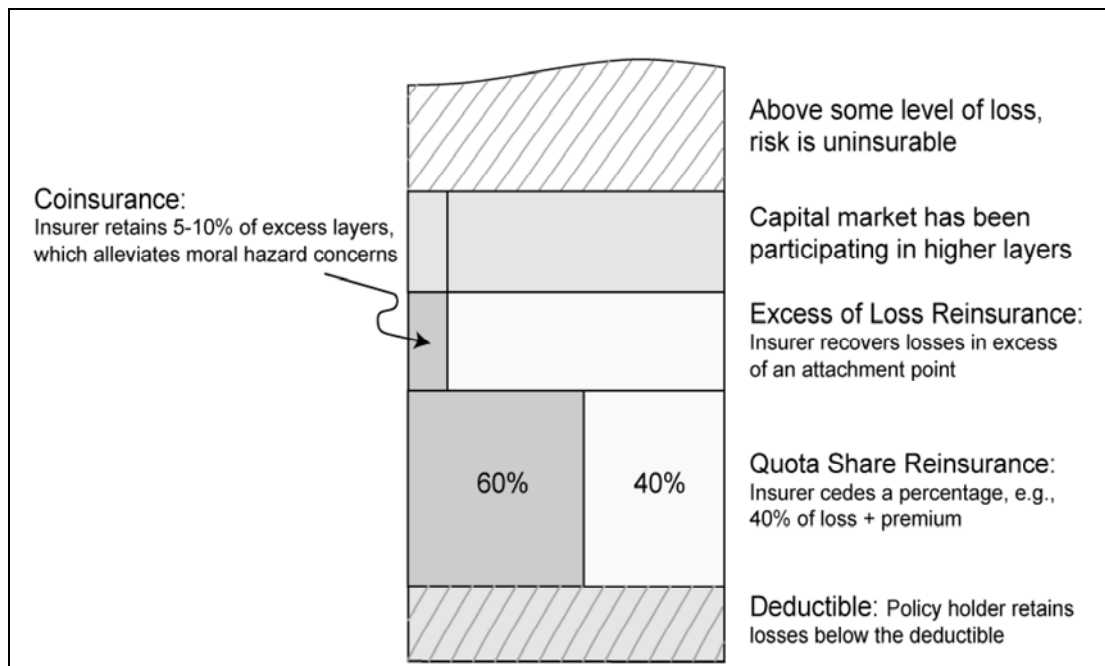 Above some level of loss,
risk is uninsurable
Coinsurance:
Insurer retains 5-10% of excess layers,
which alleviates moral hazard concerns
Capital market has been
participating in higher layers
Excess of Loss Reinsurance:
Insurer recovers losses in excess
of an attachment point
60%
40%
Quota Share Reinsurance:
Insurer cedes a percentage, e.g.,
40% of loss + premium
Deductible: Policy holder retains
losses below the deductible